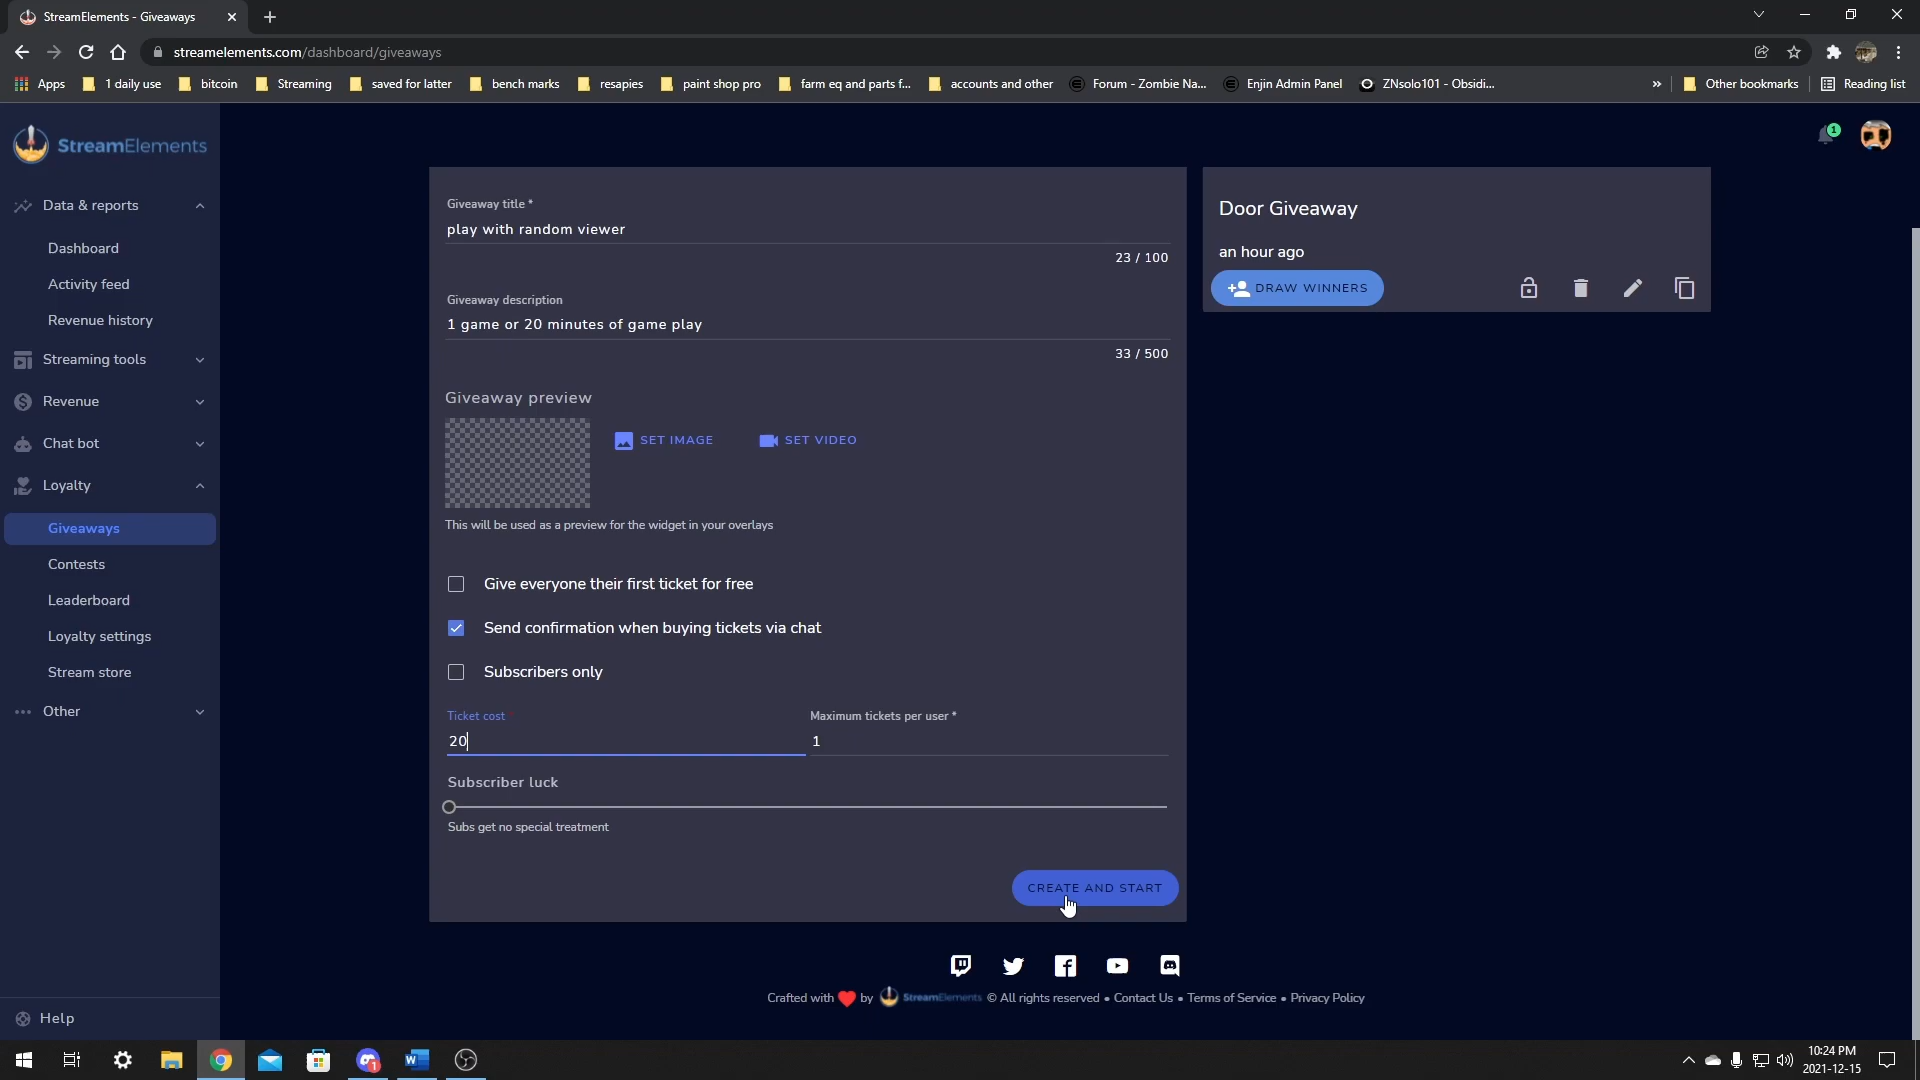 StreamElements - Giveaways
streamelements.com/dashboard/giveaways
Apps 1 daily use bitcoin Streaming saved for latter bench marks resapies paint shop pro farm eq and parts f... accounts and other Forum - Zombie Na... Enjin Admin Panel ZNsolo101 - Obsidi... » Other bookmarks Reading list
StreamElements
1
Data & reports
Dashboard
Activity feed
Revenue history
Streaming tools
Revenue
Chat bot
Loyalty
Giveaways
Contests
Leaderboard
Loyalty settings
Stream store
Other
Help
Giveaway title *
play with random viewer
23 / 100
Giveaway description
1 game or 20 minutes of game play
33 / 500
Giveaway preview
SET IMAGE SET VIDEO
This will be used as a preview for the widget in your overlays
Give everyone their first ticket for free
Send confirmation when buying tickets via chat
Subscribers only
Ticket cost Maximum tickets per user *
20 1
Subscriber luck
Subs get no special treatment
CREATE AND START
Door Giveaway
an hour ago
DRAW WINNERS
Crafted with by StreamElements © All rights reserved • Contact Us • Terms of Service • Privacy Policy
1
10:24 PM
2021-12-15